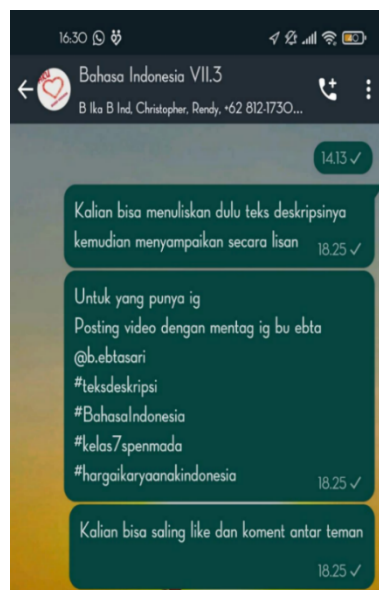 16:30
Bahasa Indonesia VII.3
B Ika B Ind, Christopher, Rendy, +62 812-1730...
14.13
Kalian bisa menuliskan dulu teks deskripsinya
kemudian menyampaikan secara lisan
18.25
Untuk yang punya ig
Posting video dengan mentag ig bu ebta
@b.ebtasari
#teksdeskripsi
#BahasaIndonesia
#kelas7spenmada
#hargaikaryaanakindonesia
18.25
Kalian bisa saling like dan koment antar teman
18.25